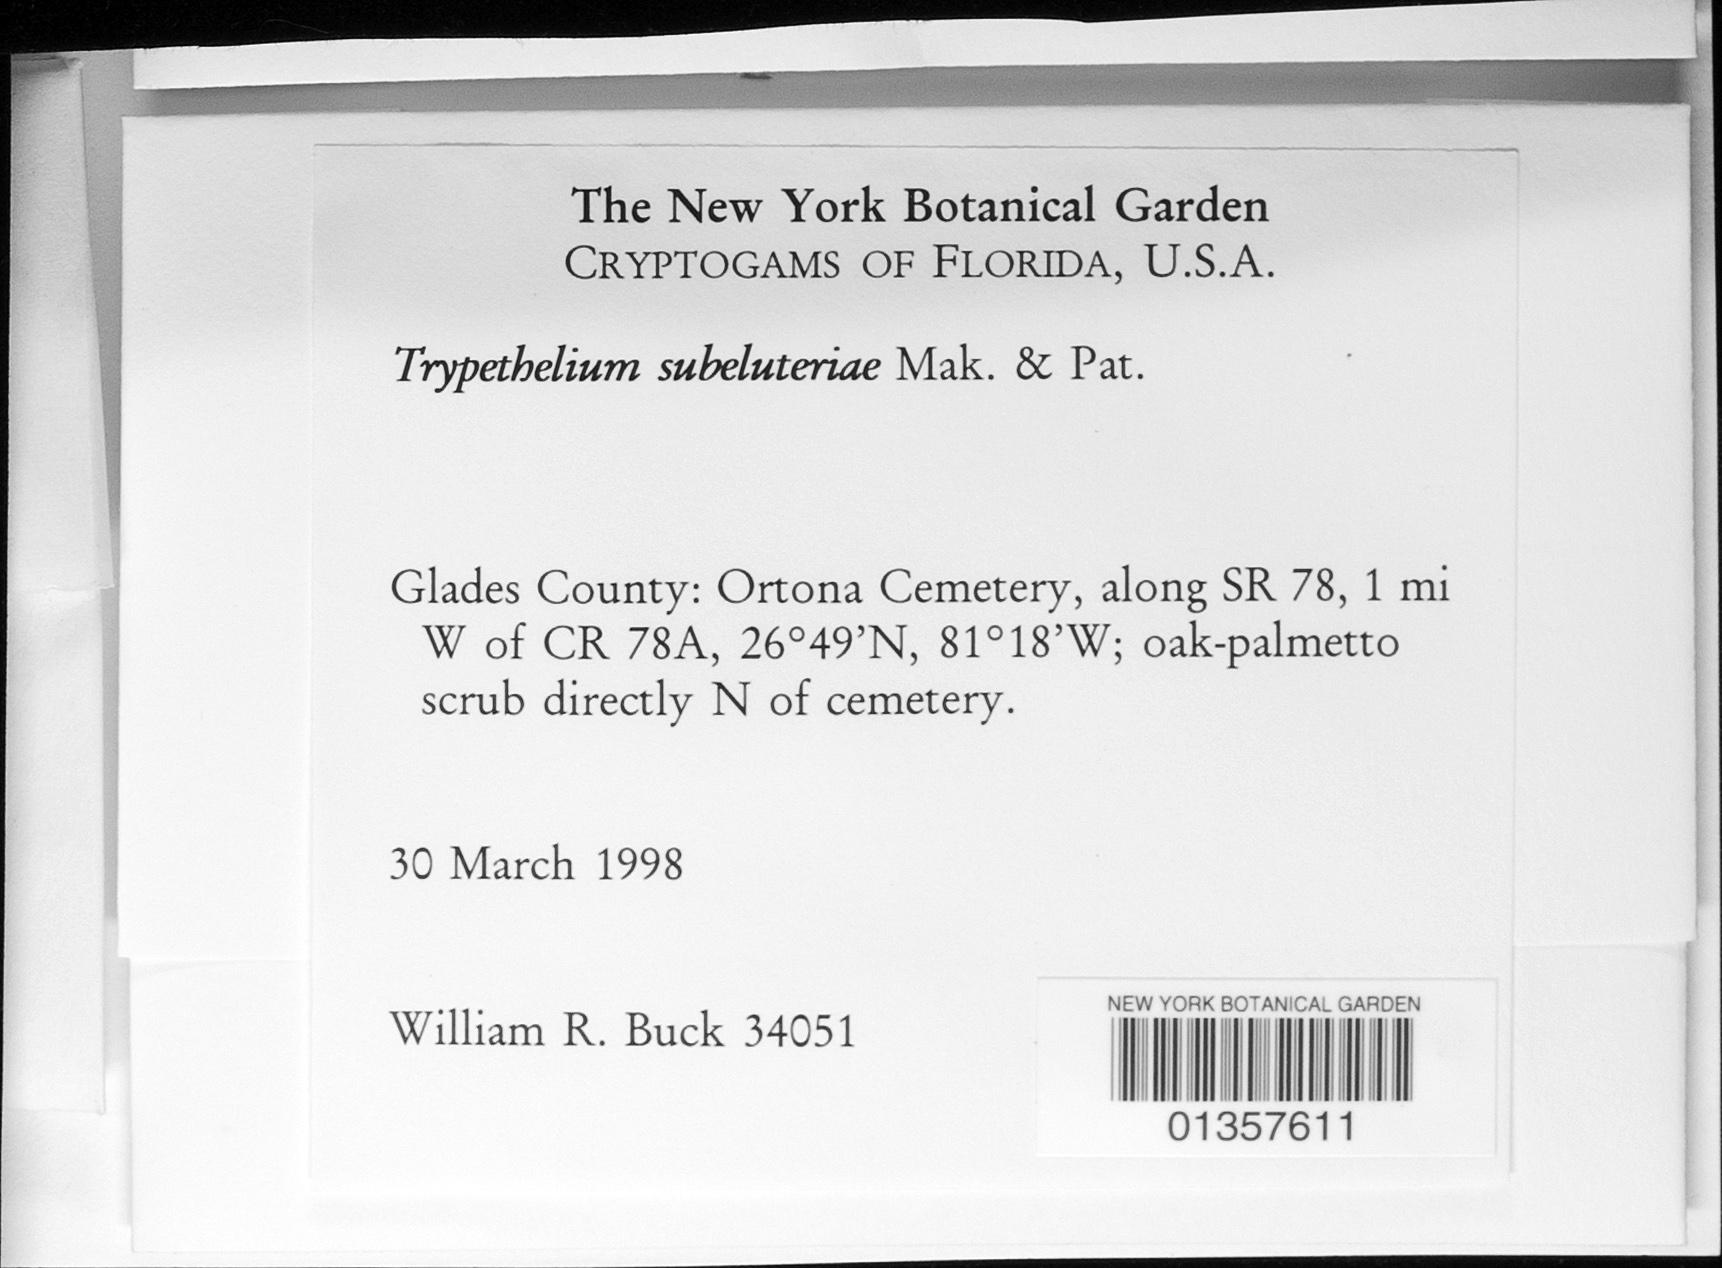 The New York Botanical Garden
CRYPTOGAMS OF FLORIDA, U.S.A.
Trypethelium subeluteriae Mak. & Pat.
Glades County: Ortona Cemetery, along SR 78, 1 mi
W of CR 78A, 26°49'N, 81°18'W; oak-palmetto
scrub directly N of cemetery.
30 March 1998
William R. Buck 34051
NEW YORK BOTANICAL GARDEN
01357611